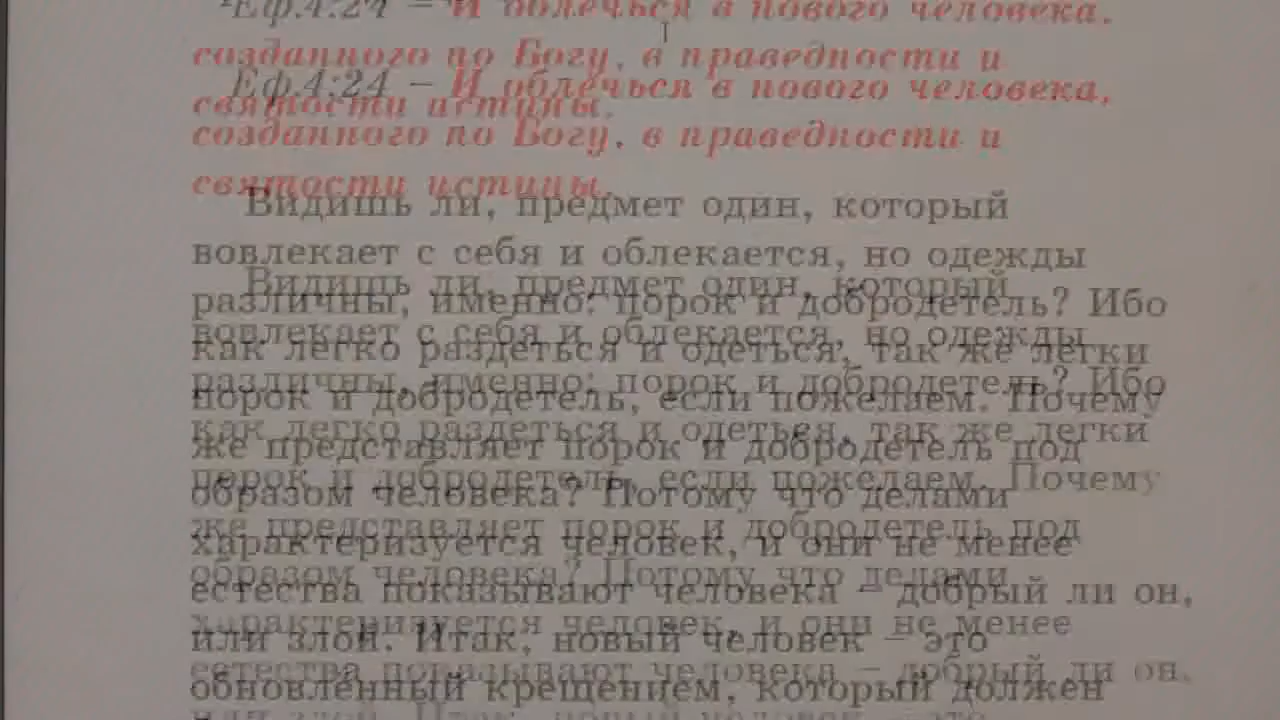 Еф.4:24 – И облечься в нового человека,
созданного по Богу, в праведности и
святости истины.
Видишь ли, предмет один, который
вовлекает с себя и облекается, но одежды
различны, именно: порок и добродетель? Ибо
как легко раздеться и одеться, так же легки
порок и добродетель, если пожелаем. Почему
же представляет порок и добродетель под
образом человека? Потому что делами
характеризуется человек, и они не менее
естества показывают человека – добрый ли он,
или злой. Итак, новый человек – это
обновленный крещением, который должен